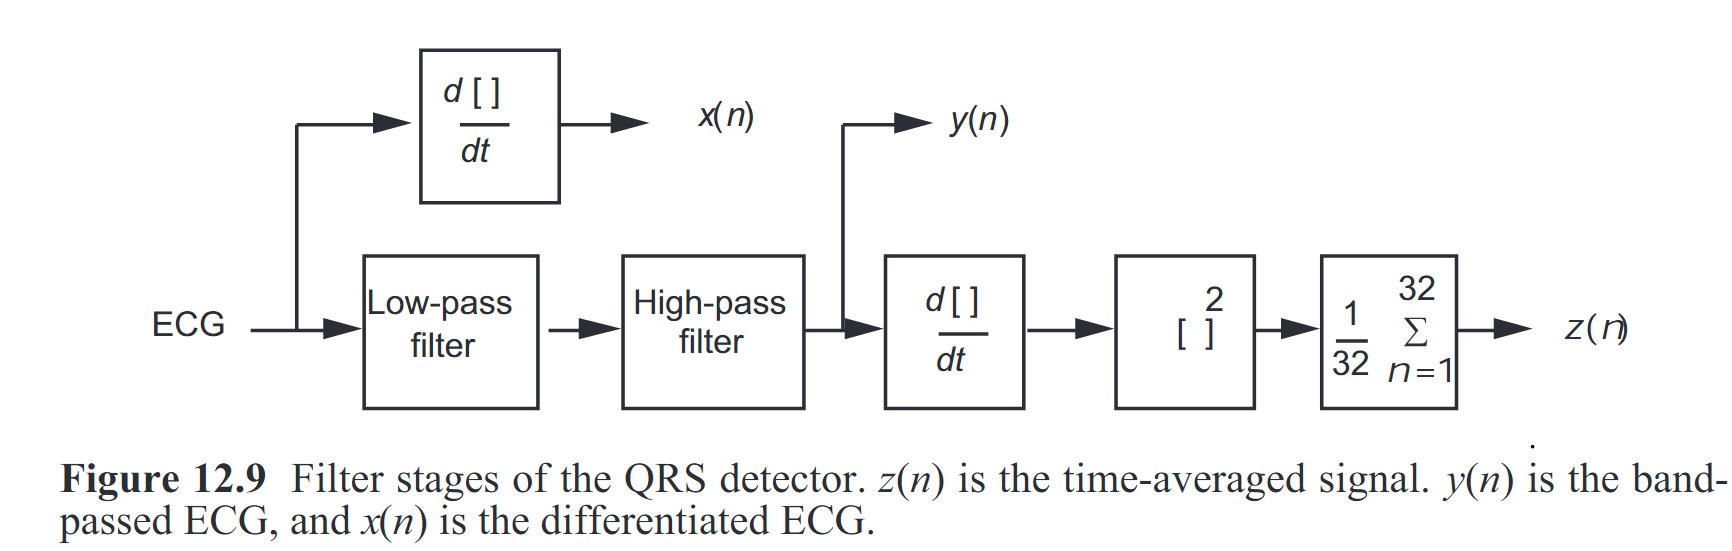 d [ ]
dt
x(n)
y(n)
ECG
Low-pass
filter
High-pass
filter
d [ ]
dt
[ ]2
1
32
32
Σ
n=1
z(n)
Figure 12.9 Filter stages of the QRS detector. z(n) is the time-averaged signal. y(n) is the band-
passed ECG, and x(n) is the differentiated ECG.